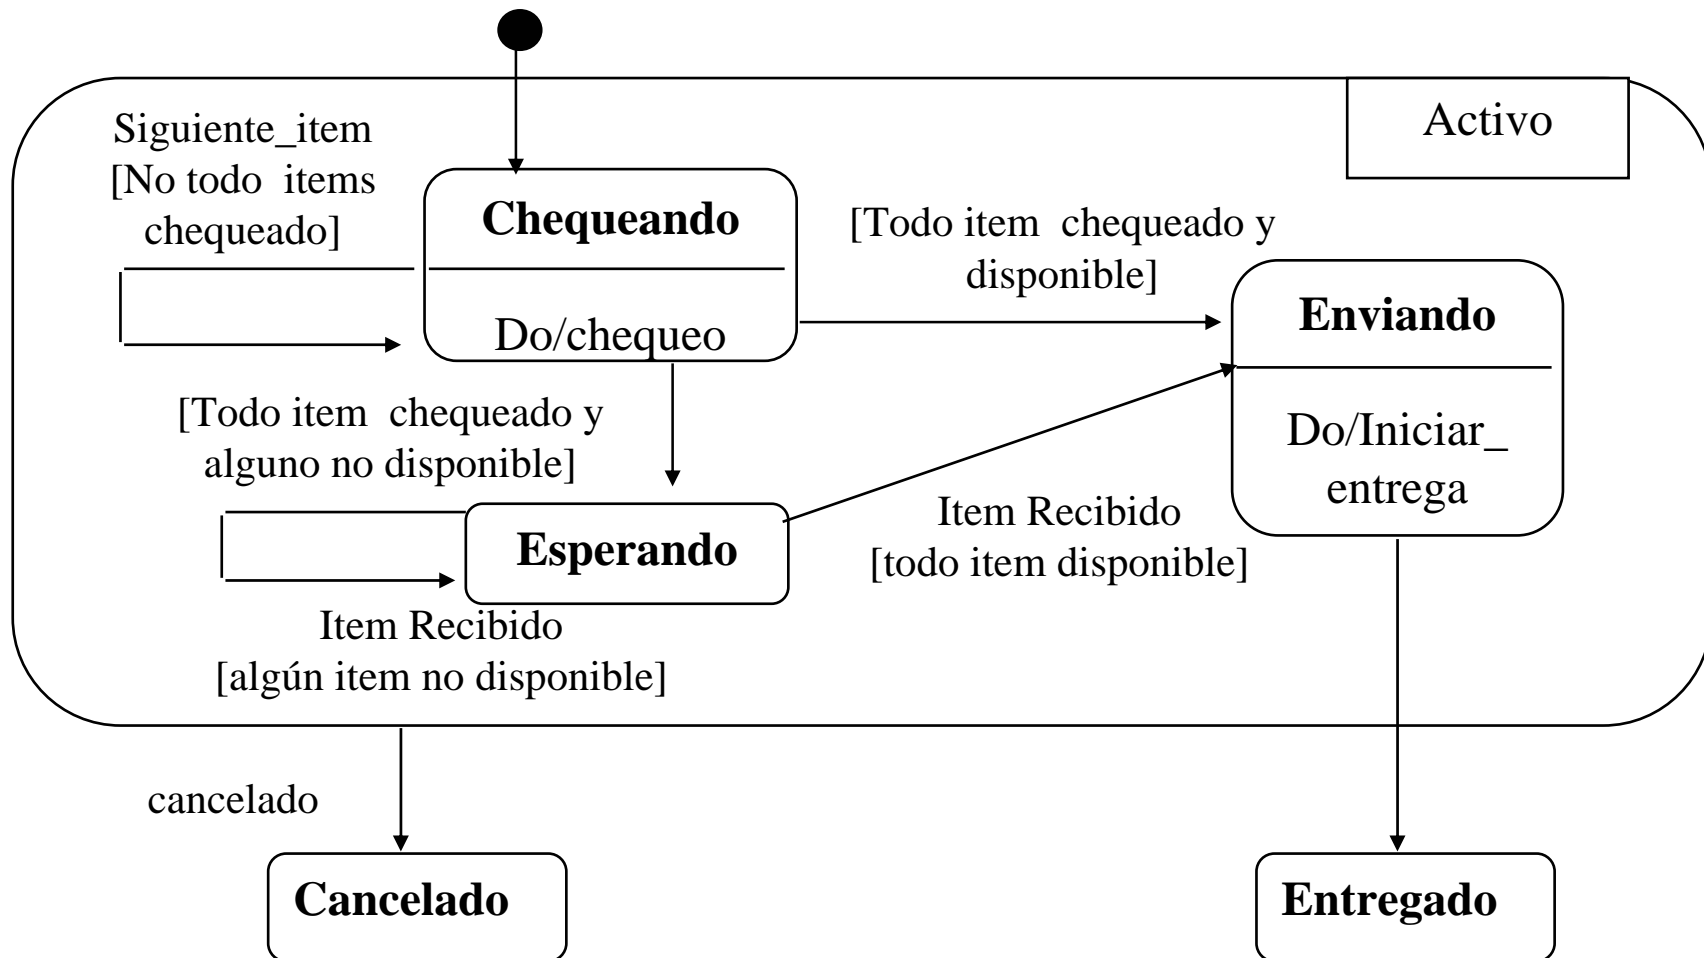 Activo
Siguiente_item
[No todo  items
chequeado]
Chequeando
Do/chequeo
[Todo item  chequeado y
disponible]
Enviando
Do/Iniciar_
entrega
[Todo item  chequeado y
alguno no disponible]
Esperando
Item Recibido
[todo item disponible]
Item Recibido
[algún item no disponible]
cancelado
Cancelado
Entregado